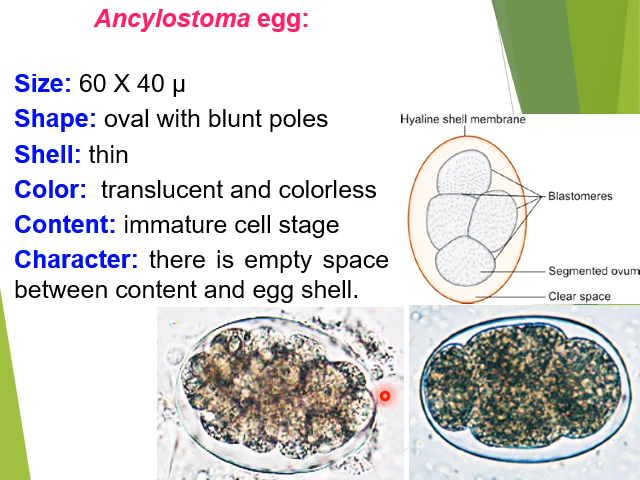 Ancylostoma egg:
Size: 60 X 40 µ
Shape: oval with blunt poles
Shell: thin
Color: translucent and colorless
Content: immature cell stage
Character: there is empty space
between content and egg shell.
Hyaline shell membrane
Blastomeres
Segmented ovum
Clear space